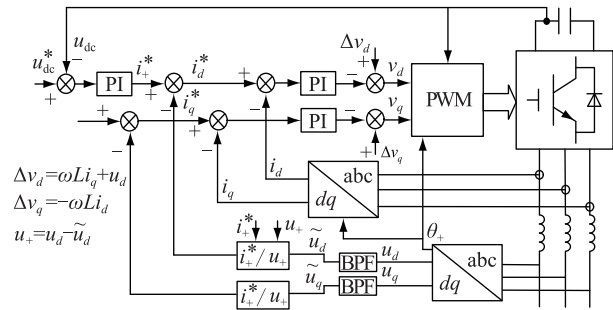 u_dc
u*_dc
−
+
PI
i*_+
+
−
i*_d
+
−
PI
−
Δv_d
+
v_d
v_q
PWM
+
−
i*_q
+
−
PI
−
+
Δv_q
i_d
i_q
abc
dq
Δv_d=ωLi_q+u_d
Δv_q=−ωLi_d
u_+=u_d−ũ_d
i*_+
u_+
θ_+
i*_+/u_+
ũ_d
BPF
u_d
i*_+/u_+
ũ_q
BPF
u_q
abc
dq